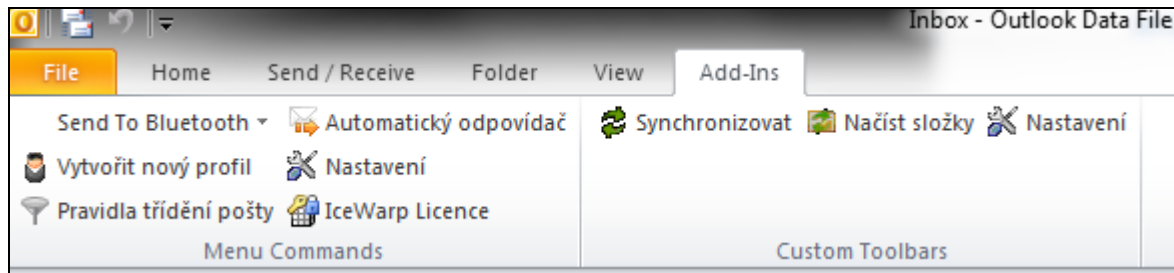 Inbox - Outlook Data File
File Home Send / Receive Folder View Add-Ins
Send To Bluetooth Automatický odpovídač Synchronizovat Načíst složky Nastavení
Vytvořit nový profil Nastavení
Pravidla třídění pošty IceWarp Licence
Menu Commands Custom Toolbars